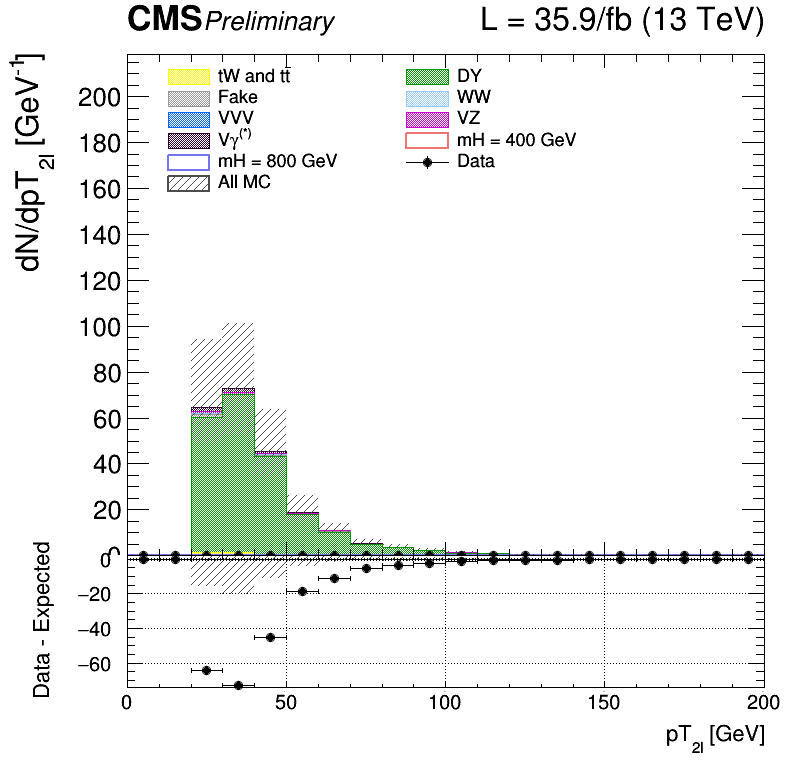 CMS Preliminary L = 35.9/fb (13 TeV)
dN/dpT2l [GeV-1]
tW and tt DY
Fake WW
VVV VZ
Vγ(*) mH = 400 GeV
mH = 800 GeV Data
All MC
200
180
160
140
120
100
80
60
40
20
0
Data - Expected
0
−20
−40
−60
0 50 100 150 200
pT2l [GeV]